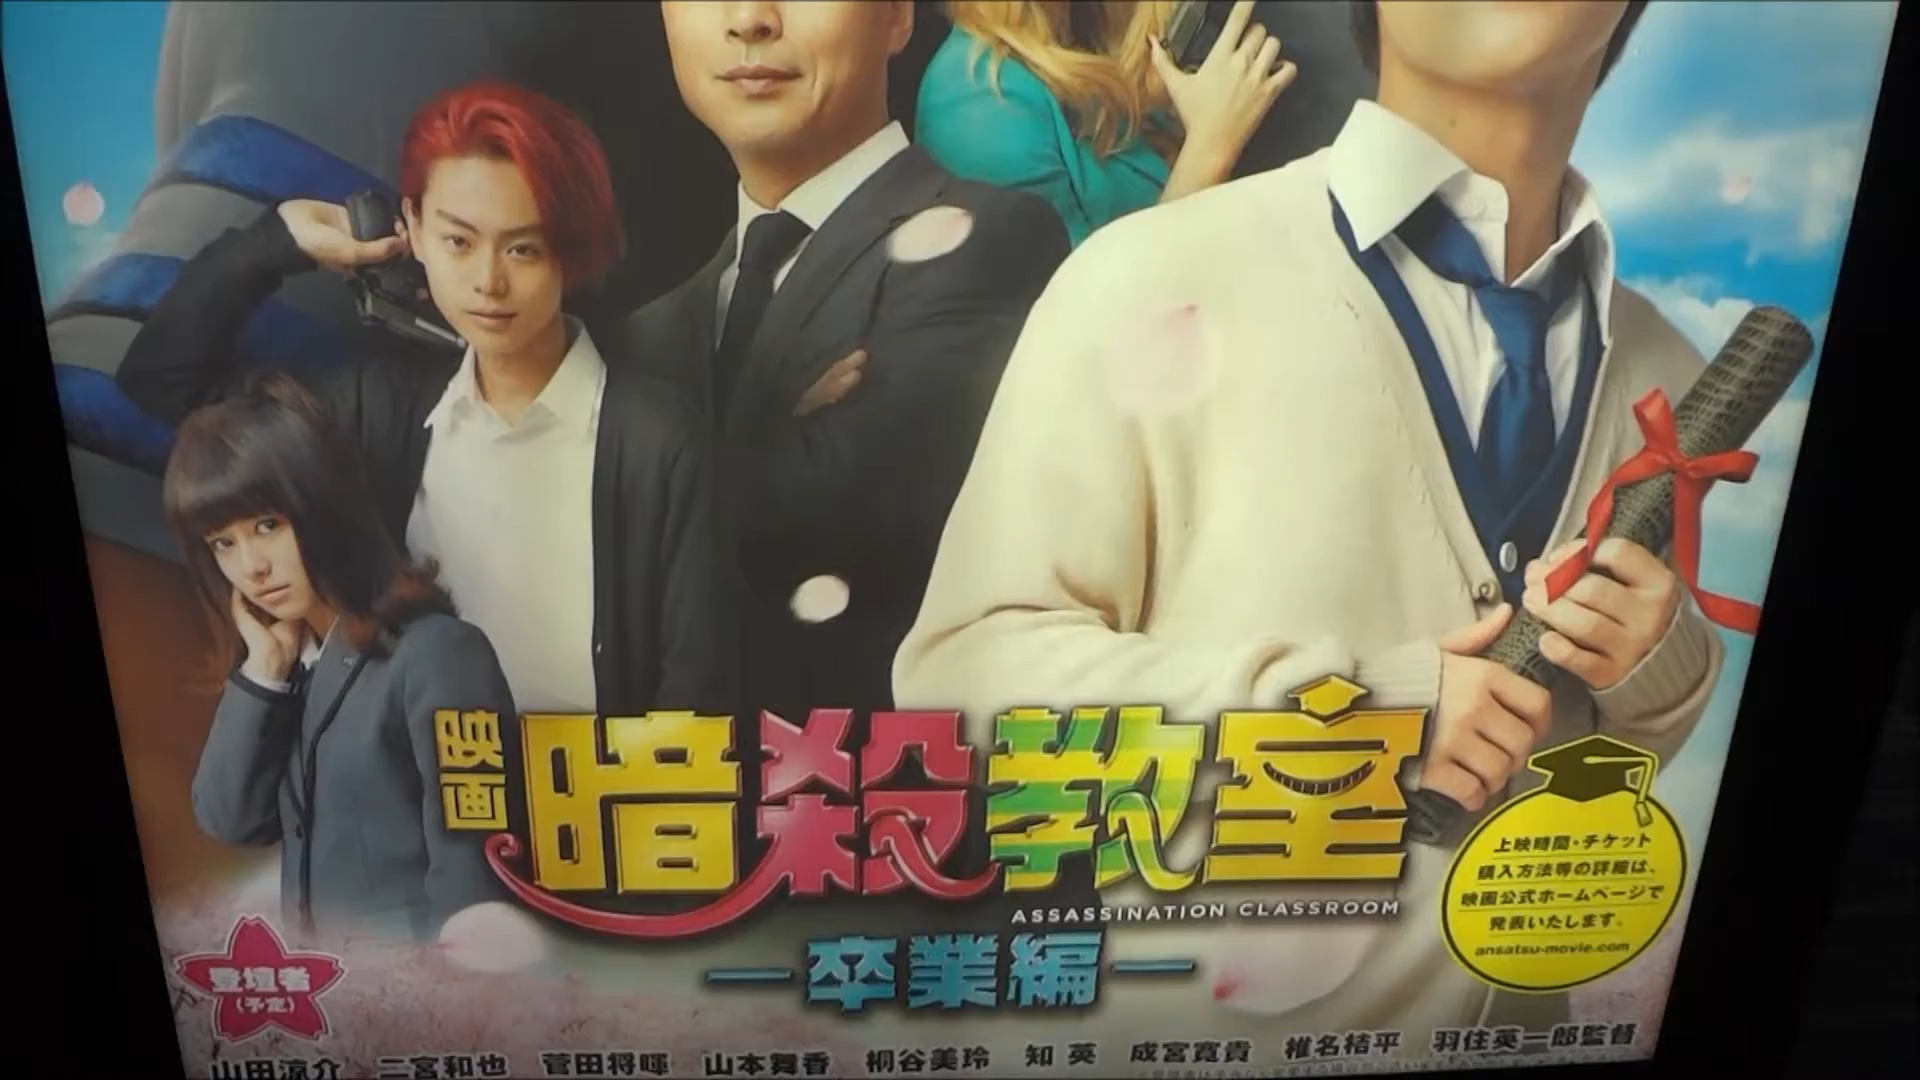 映画
暗殺教室
ASSASSINATION CLASSROOM
卒業編
上映時間・チケット
購入方法等の詳細は、
映画公式ホームページで
発表いたします。
ansatsu-movie.com
登壇者
(予定)
山田涼介 二宮和也 菅田将暉 山本舞香 桐谷美玲 知英 成宮寛貴 椎名桔平 羽住英一郎監督